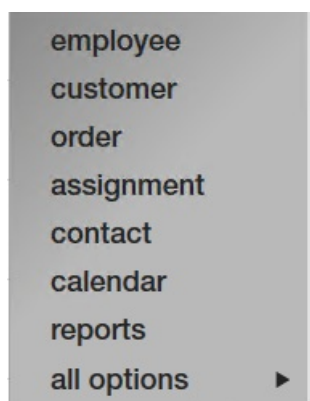 employee
customer
order
assignment
contact
calendar
reports
all options